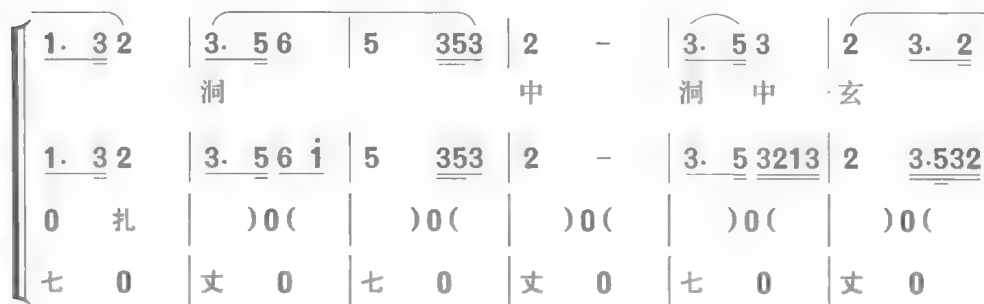 1. 3 2 | 3. 5 6 | 5 353 | 2 - | 3. 5 3 | 2 3. 2
洞 中 洞 中 玄
1. 3 2 | 3. 5 6 i | 5 353 | 2 - | 3. 5 3213 | 2 3.532
0 扎 | )0( | )0( | )0( | )0( | )0(
七 0 | 丈 0 | 七 0 | 丈 0 | 七 0 | 丈 0